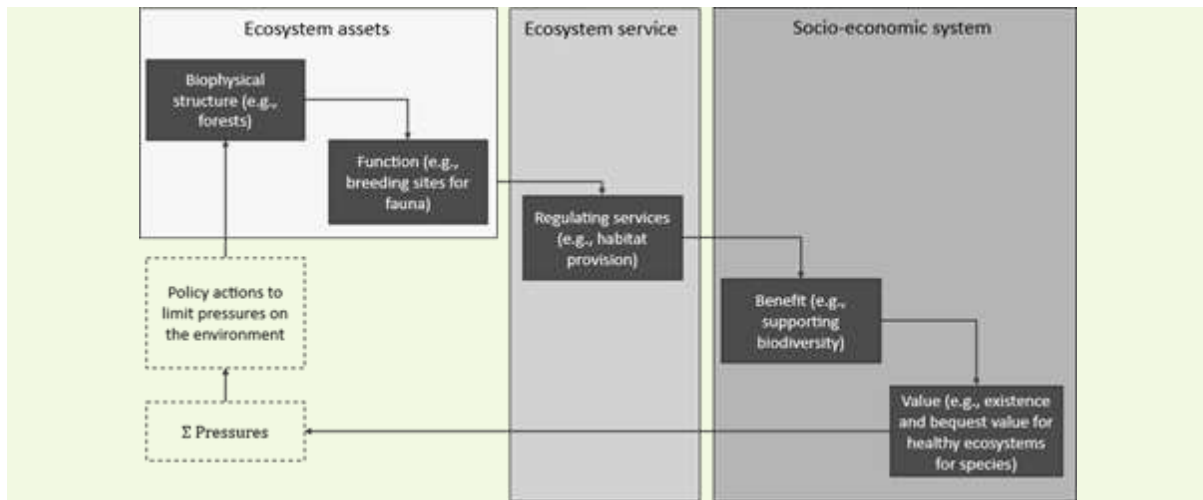 Ecosystem assets
Ecosystem service
Socio-economic system
Biophysical
structure (e.g.,
forests)
Function (e.g.,
breeding sites for
fauna)
Regulating services
(e.g., habitat
provision)
Benefit (e.g.,
supporting
biodiversity)
Value (e.g., existence
and bequest value for
healthy ecosystems
for species)
Policy actions to
limit pressures on
the environment
Σ Pressures